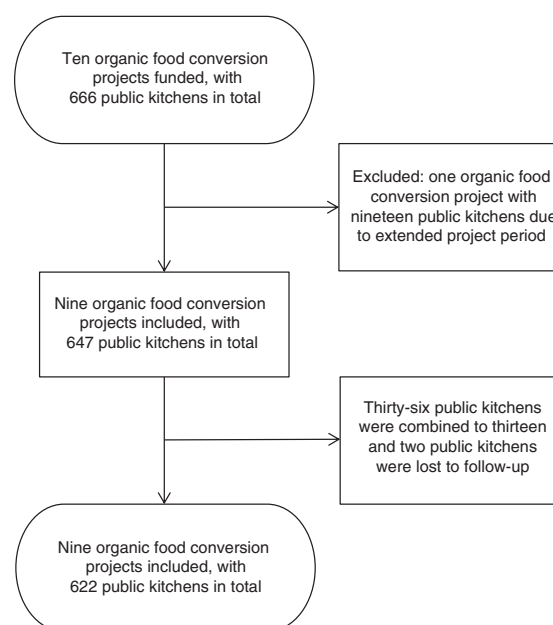 Ten organic food conversion
projects funded, with
666 public kitchens in total
Excluded: one organic food
conversion project with
nineteen public kitchens due
to extended project period
Nine organic food conversion
projects included, with
647 public kitchens in total
Thirty-six public kitchens
were combined to thirteen
and two public kitchens
were lost to follow-up
Nine organic food conversion
projects included, with
622 public kitchens in total